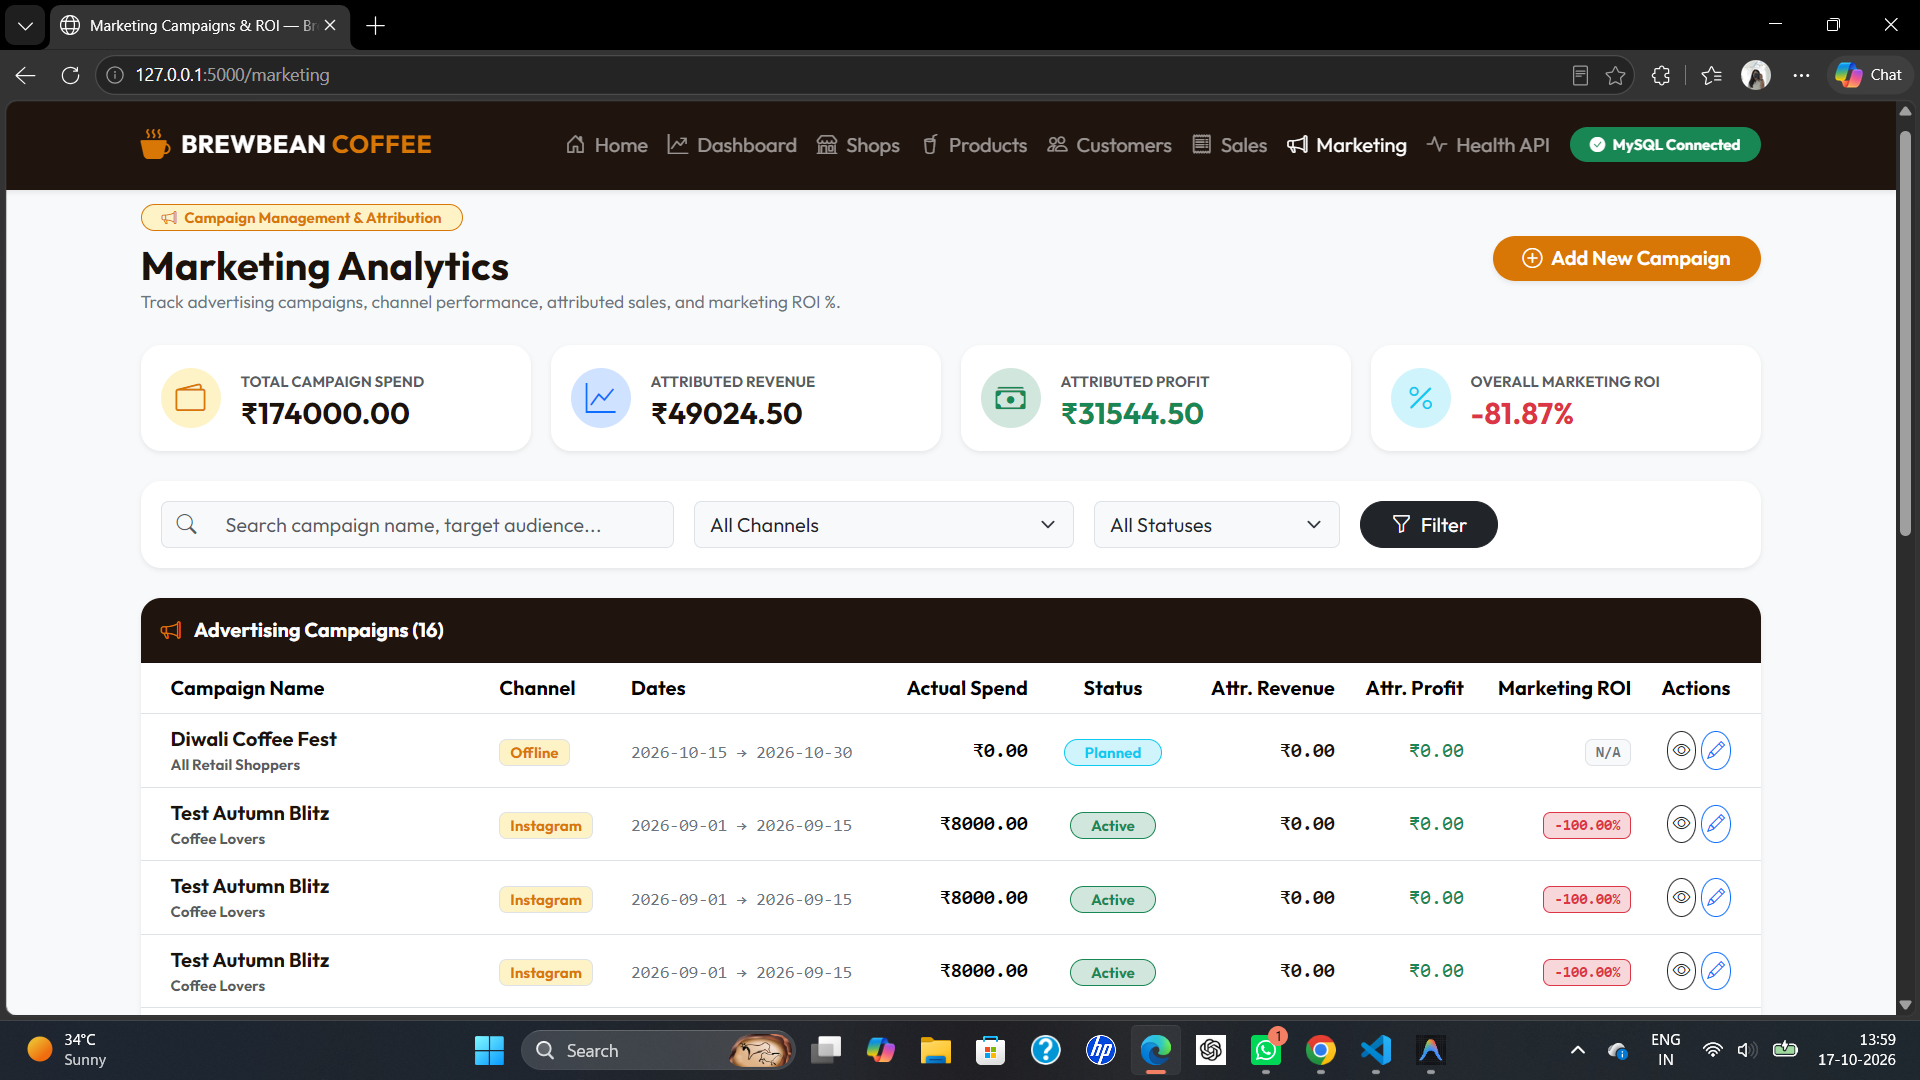 Marketing Campaigns & ROI — Br
127.0.0.1:5000/marketing
Chat
BREWBEAN COFFEE
Home
Dashboard
Shops
Products
Customers
Sales
Marketing
Health API
MySQL Connected
Campaign Management & Attribution
Marketing Analytics
Track advertising campaigns, channel performance, attributed sales, and marketing ROI %.
Add New Campaign
TOTAL CAMPAIGN SPEND
₹174000.00
ATTRIBUTED REVENUE
₹49024.50
ATTRIBUTED PROFIT
₹31544.50
OVERALL MARKETING ROI
-81.87%
Search campaign name, target audience...
All Channels
All Statuses
Filter
Advertising Campaigns (16)
Campaign Name Channel Dates Actual Spend Status Attr. Revenue Attr. Profit Marketing ROI Actions
Diwali Coffee Fest
All Retail Shoppers
Offline 2026-10-15 → 2026-10-30 ₹0.00 Planned ₹0.00 ₹0.00 N/A
Test Autumn Blitz
Coffee Lovers
Instagram 2026-09-01 → 2026-09-15 ₹8000.00 Active ₹0.00 ₹0.00 -100.00%
Test Autumn Blitz
Coffee Lovers
Instagram 2026-09-01 → 2026-09-15 ₹8000.00 Active ₹0.00 ₹0.00 -100.00%
Test Autumn Blitz
Coffee Lovers
Instagram 2026-09-01 → 2026-09-15 ₹8000.00 Active ₹0.00 ₹0.00 -100.00%
34°C
Sunny
Search
hp
1
ENG
IN
13:59
17-10-2026